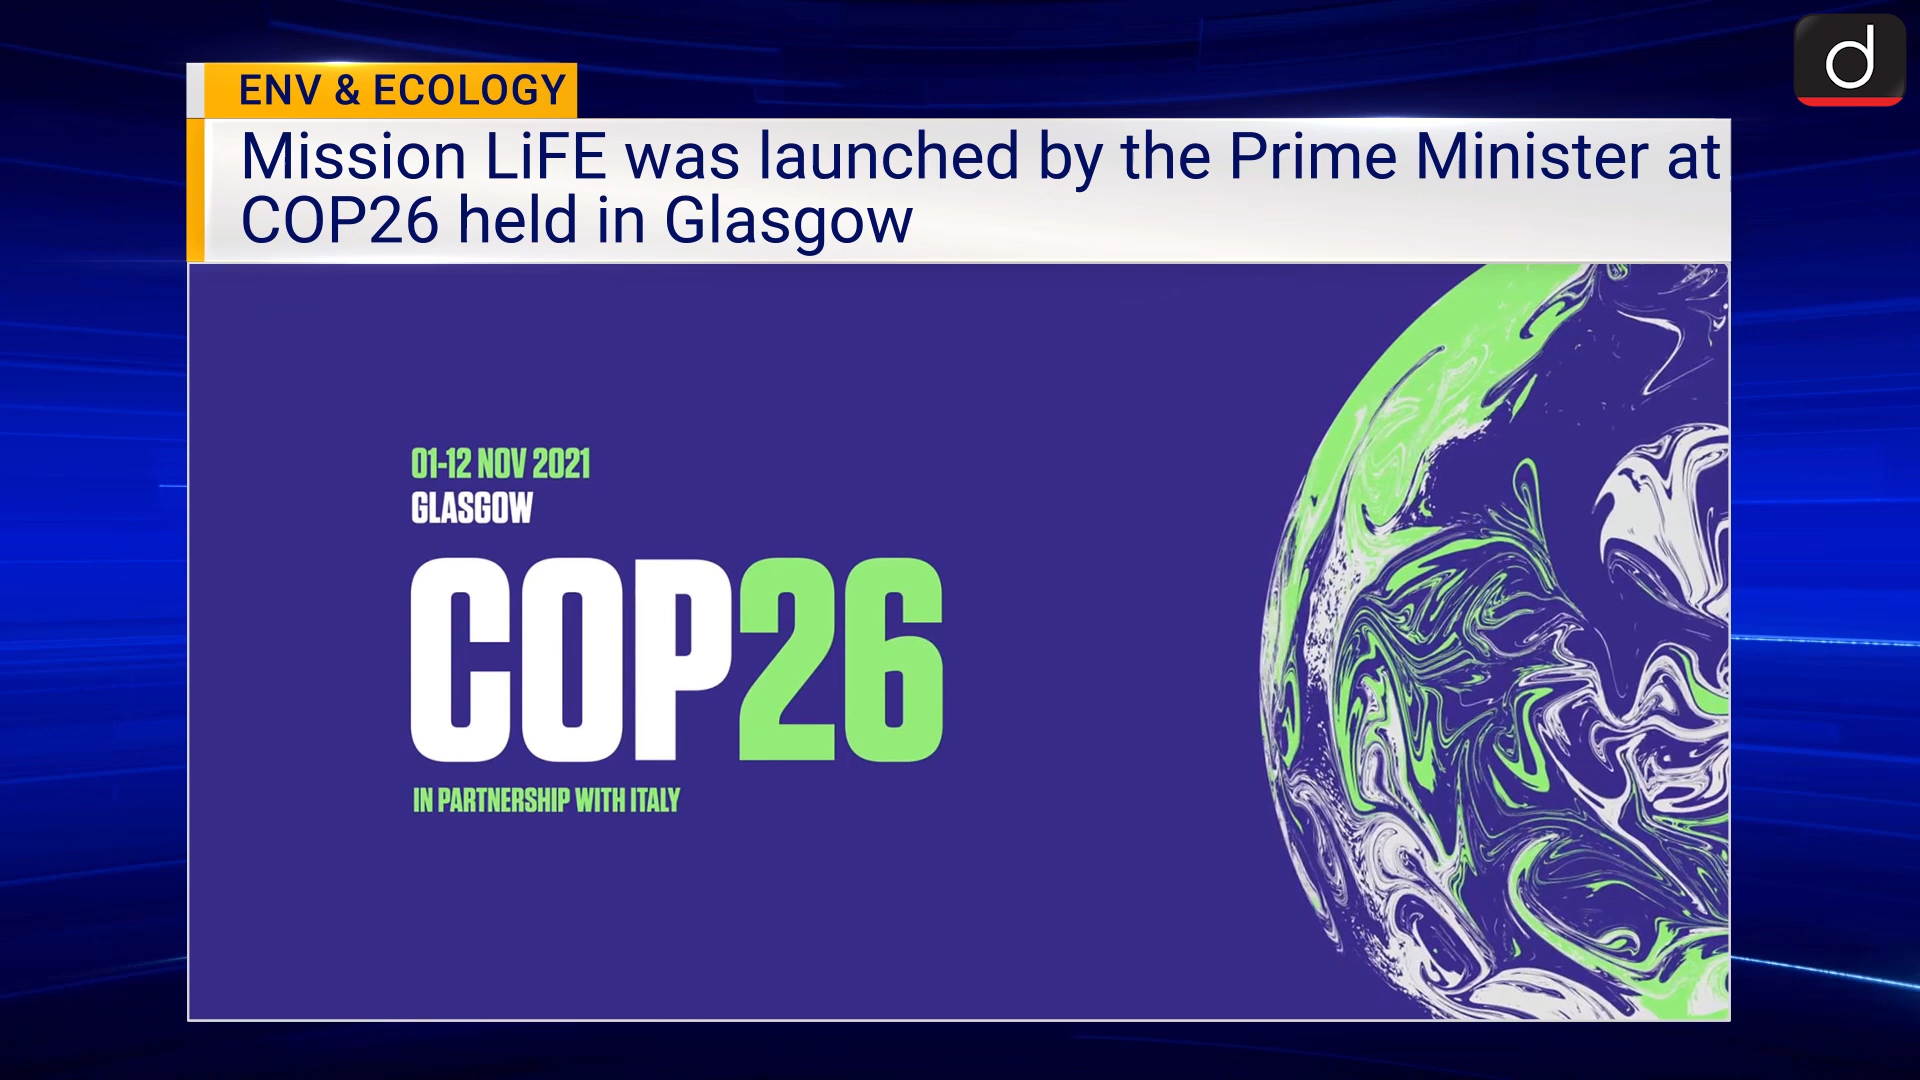 d
ENV & ECOLOGY
Mission LiFE was launched by the Prime Minister at
COP26 held in Glasgow
01-12 NOV 2021
GLASGOW
COP26
IN PARTNERSHIP WITH ITALY